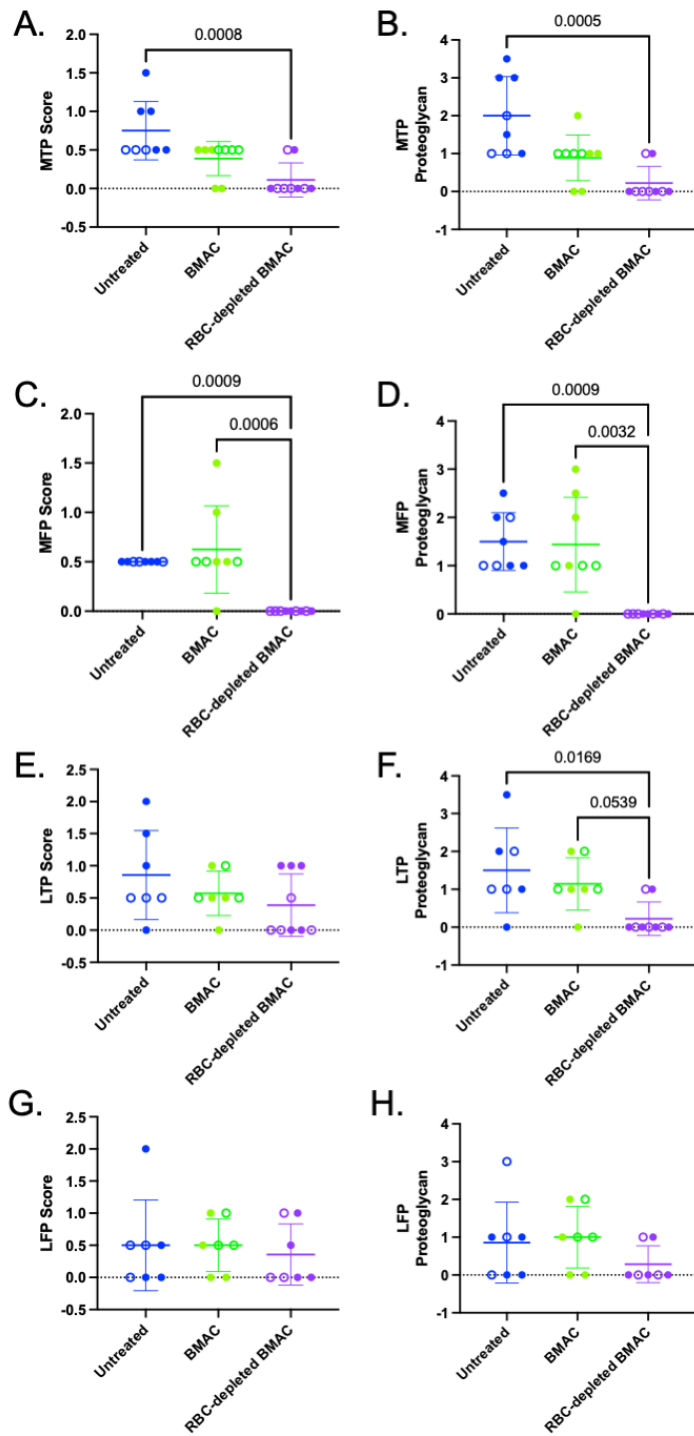 A.
0.0008
MTP Score
2.0
1.5
1.0
0.5
0.0
-0.5
Untreated
BMAC
RBC-depleted BMAC
B.
0.0005
MTP
Proteoglycan
4
3
2
1
0
-1
Untreated
BMAC
RBC-depleted BMAC
C.
0.0009
0.0006
MFP Score
2.0
1.5
1.0
0.5
0.0
Untreated
BMAC
RBC-depleted BMAC
D.
0.0009
0.0032
MFP
Proteoglycan
4
3
2
1
0
Untreated
BMAC
RBC-depleted BMAC
E.
LTP Score
2.5
2.0
1.5
1.0
0.5
0.0
-0.5
Untreated
BMAC
RBC-depleted BMAC
F.
0.0169
0.0539
LTP
Proteoglycan
4
3
2
1
0
-1
Untreated
BMAC
RBC-depleted BMAC
G.
LFP Score
2.5
2.0
1.5
1.0
0.5
0.0
-0.5
Untreated
BMAC
RBC-depleted BMAC
H.
LFP
Proteoglycan
4
3
2
1
0
-1
Untreated
BMAC
RBC-depleted BMAC